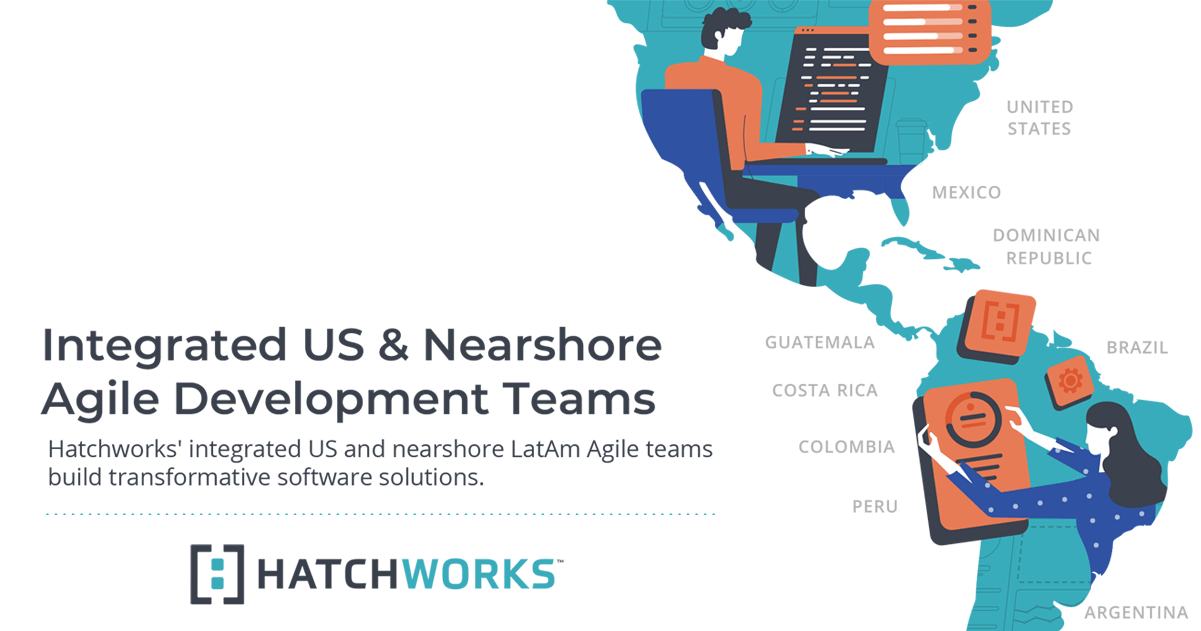 UNITED
STATES
MEXICO
DOMINICAN
REPUBLIC
GUATEMALA
BRAZIL
COSTA RICA
COLOMBIA
PERU
ARGENTINA
Integrated US & Nearshore
Agile Development Teams
Hatchworks' integrated US and nearshore LatAm Agile teams
build transformative software solutions.
HATCHWORKS™